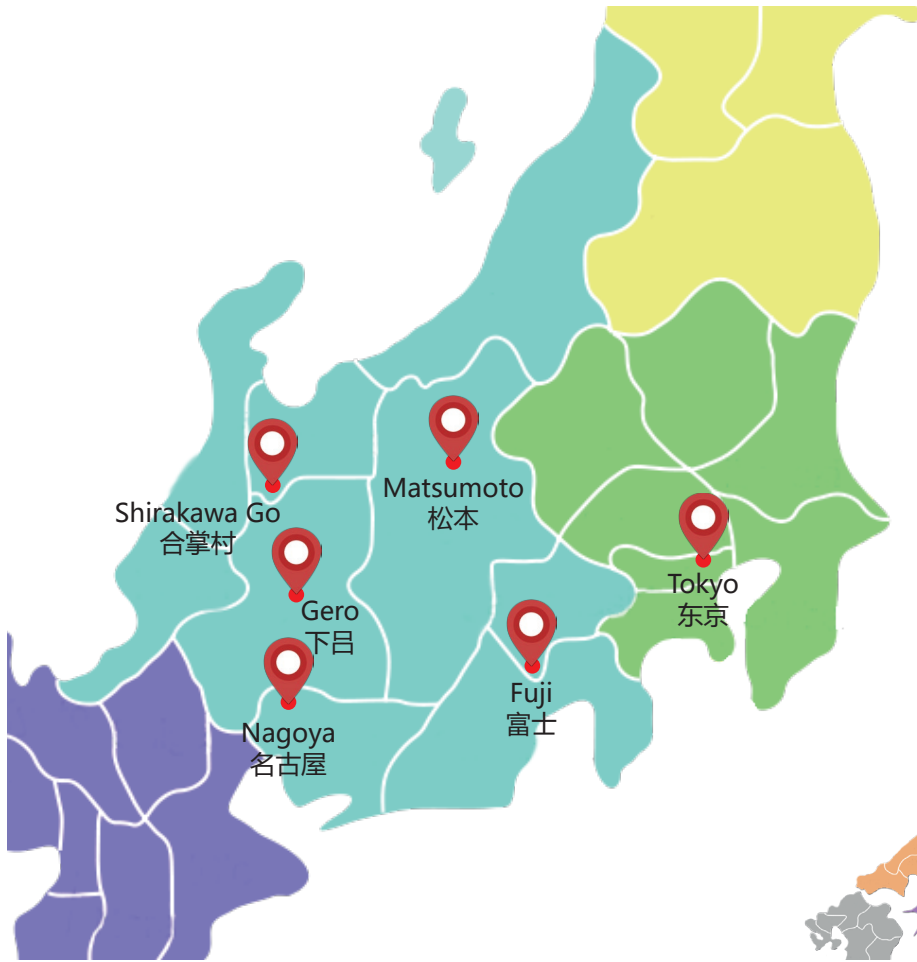 Matsumoto
松本
Shirakawa Go
合掌村
Tokyo
东京
Gero
下吕
Fuji
富士
Nagoya
名古屋